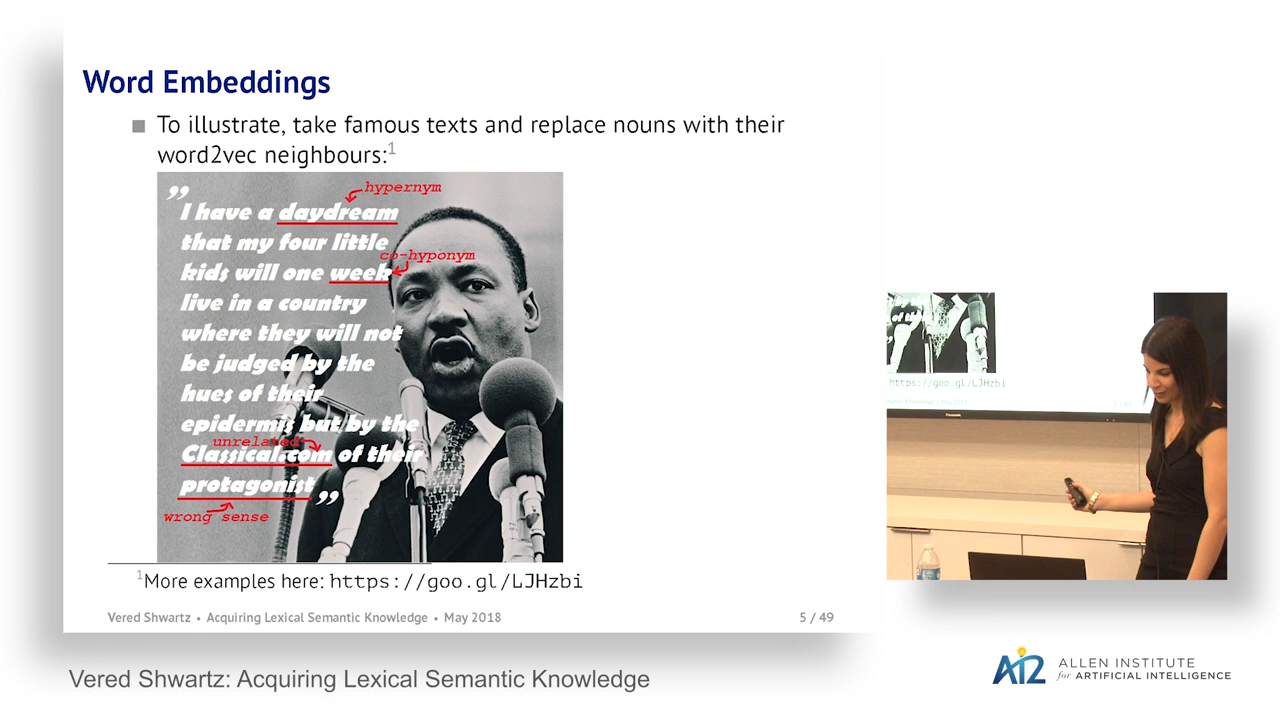 Word Embeddings
■ To illustrate, take famous texts and replace nouns with their
word2vec neighbours:1
hypernym
”I have a daydream
that my four little
co-hyponym
kids will one week
live in a country
where they will not
be judged by the
hues of their
epidermis but by the
unrelated
Classical.com of their
protagonist”
wrong sense
1More examples here: https://goo.gl/LJHzbi
Vered Shwartz • Acquiring Lexical Semantic Knowledge • May 2018
5 / 49
https://goo.gl/LJHzbi
Vered Shwartz: Acquiring Lexical Semantic Knowledge
AI2
ALLEN INSTITUTE
for ARTIFICIAL INTELLIGENCE